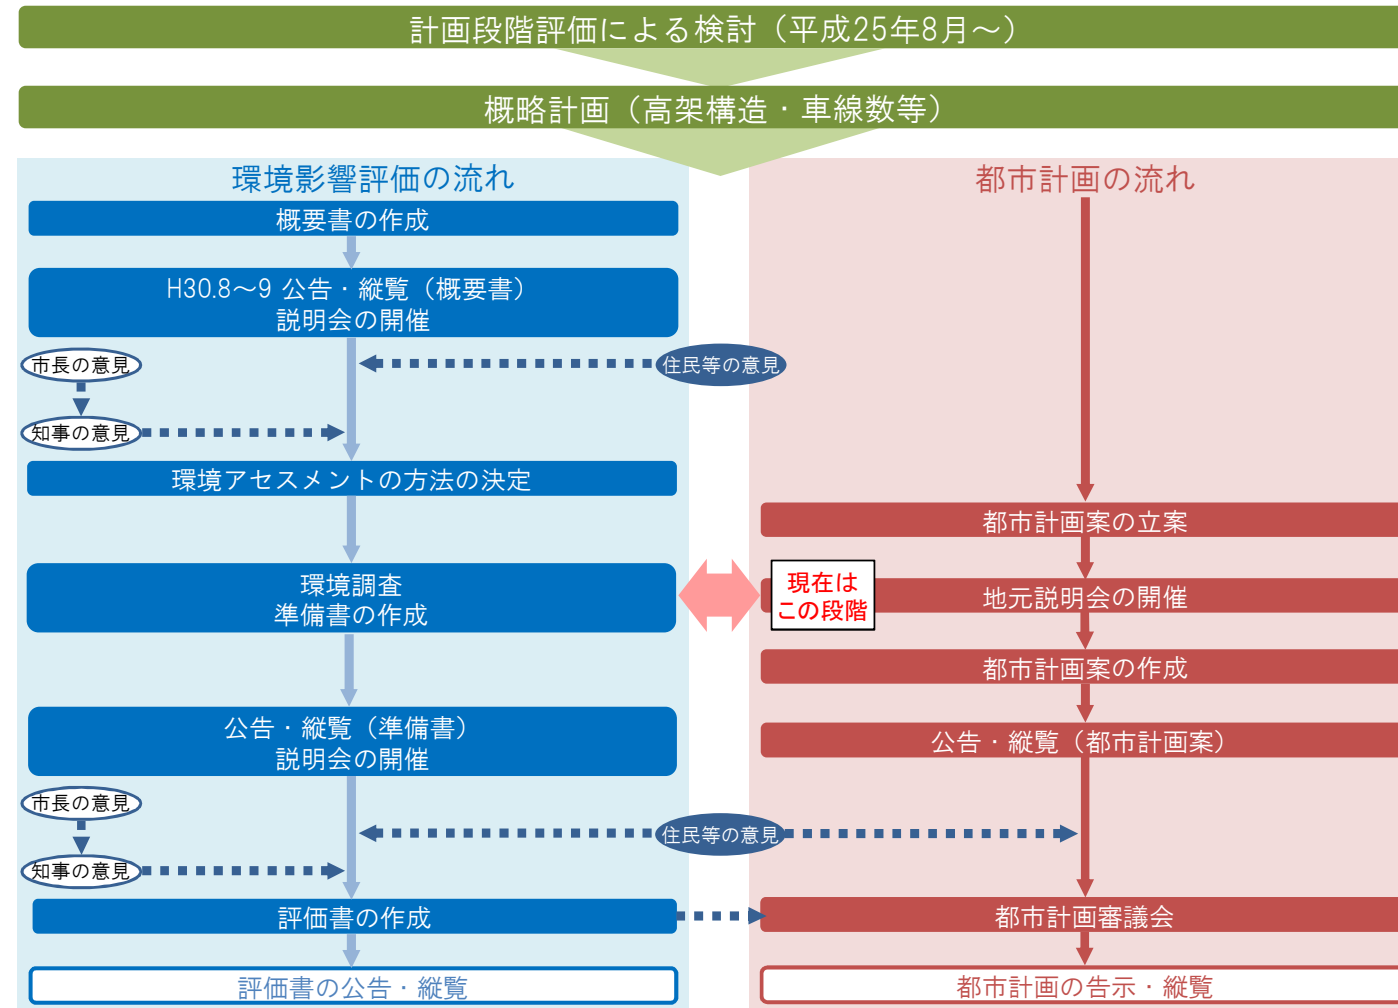 計画段階評価による検討（平成25年8月～）
概略計画（高架構造・車線数等）
環境影響評価の流れ
概要書の作成
H30.8～9 公告・縦覧（概要書）
説明会の開催
市長の意見
住民等の意見
知事の意見
環境アセスメントの方法の決定
環境調査
準備書の作成
公告・縦覧（準備書）
説明会の開催
市長の意見
住民等の意見
知事の意見
評価書の作成
評価書の公告・縦覧
現在は
この段階
都市計画の流れ
都市計画案の立案
地元説明会の開催
都市計画案の作成
公告・縦覧（都市計画案）
都市計画審議会
都市計画の告示・縦覧